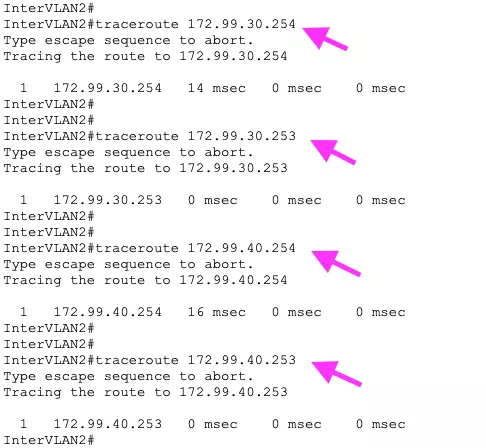 InterVLAN2#
InterVLAN2#traceroute 172.99.30.254
Type escape sequence to abort.
Tracing the route to 172.99.30.254
1 172.99.30.254 14 msec 0 msec 0 msec
InterVLAN2#
InterVLAN2#
InterVLAN2#traceroute 172.99.30.253
Type escape sequence to abort.
Tracing the route to 172.99.30.253
1 172.99.30.253 0 msec 0 msec 0 msec
InterVLAN2#
InterVLAN2#
InterVLAN2#traceroute 172.99.40.254
Type escape sequence to abort.
Tracing the route to 172.99.40.254
1 172.99.40.254 16 msec 0 msec 0 msec
InterVLAN2#
InterVLAN2#
InterVLAN2#traceroute 172.99.40.253
Type escape sequence to abort.
Tracing the route to 172.99.40.253
1 172.99.40.253 0 msec 0 msec 0 msec
InterVLAN2#